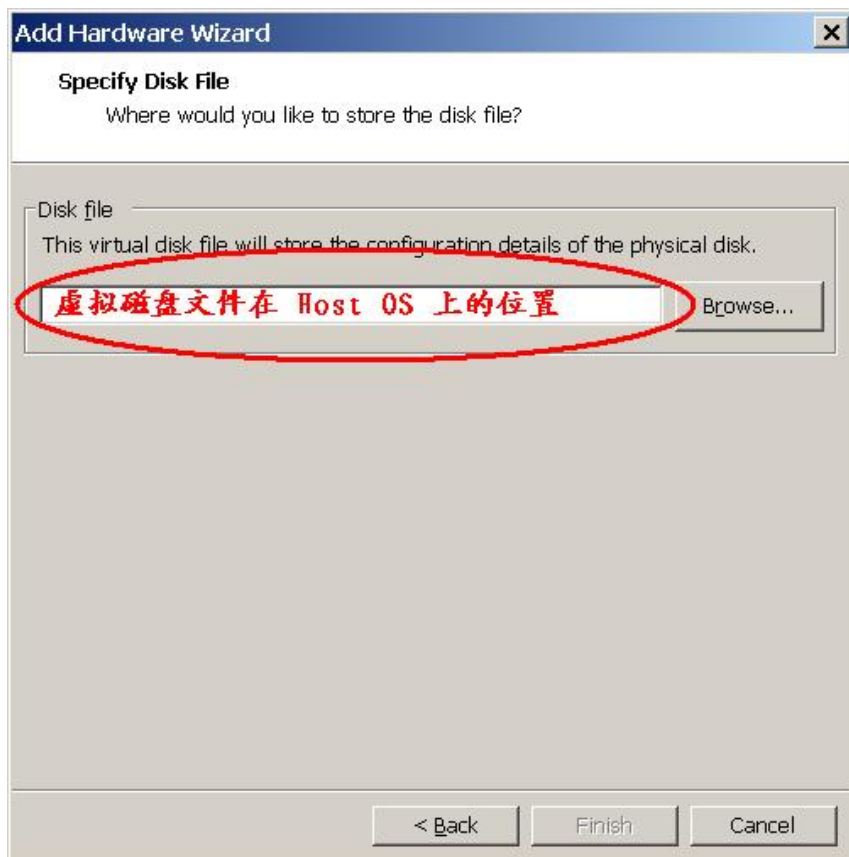 Add Hardware Wizard
Specify Disk File
Where would you like to store the disk file?
Disk file
This virtual disk file will store the configuration details of the physical disk.
虚拟磁盘文件在 Host OS 上的位置
Browse...
< Back
Finish
Cancel